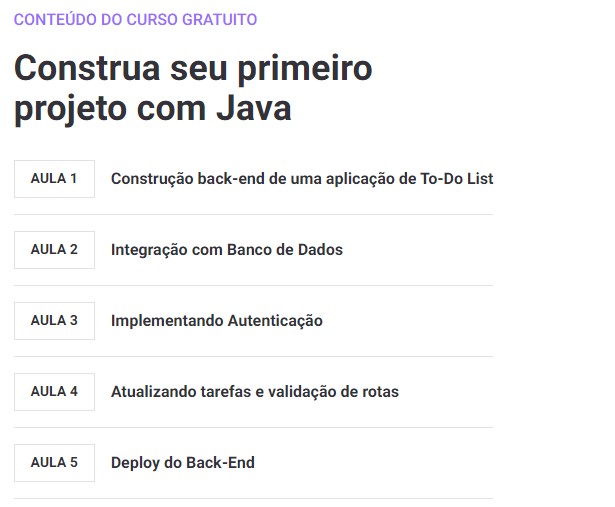 CONTEÚDO DO CURSO GRATUITO
Construa seu primeiro
projeto com Java
AULA 1 Construção back-end de uma aplicação de To-Do List
AULA 2 Integração com Banco de Dados
AULA 3 Implementando Autenticação
AULA 4 Atualizando tarefas e validação de rotas
AULA 5 Deploy do Back-End